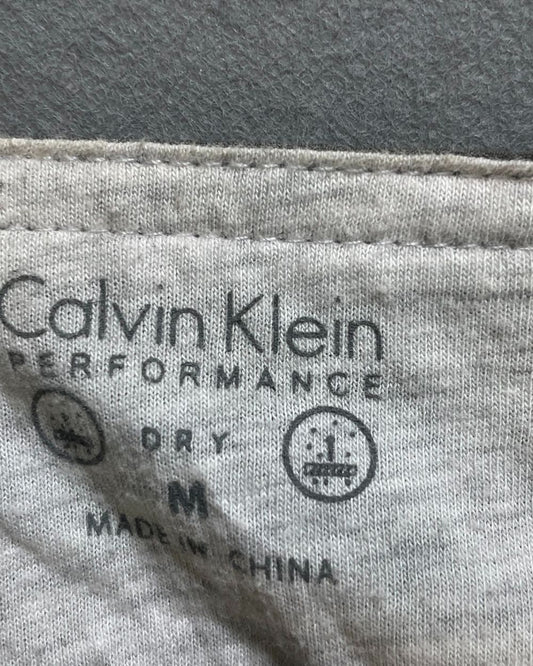 Calvin Klein
PERFORMANCE
DRY
M
MADE IN CHINA